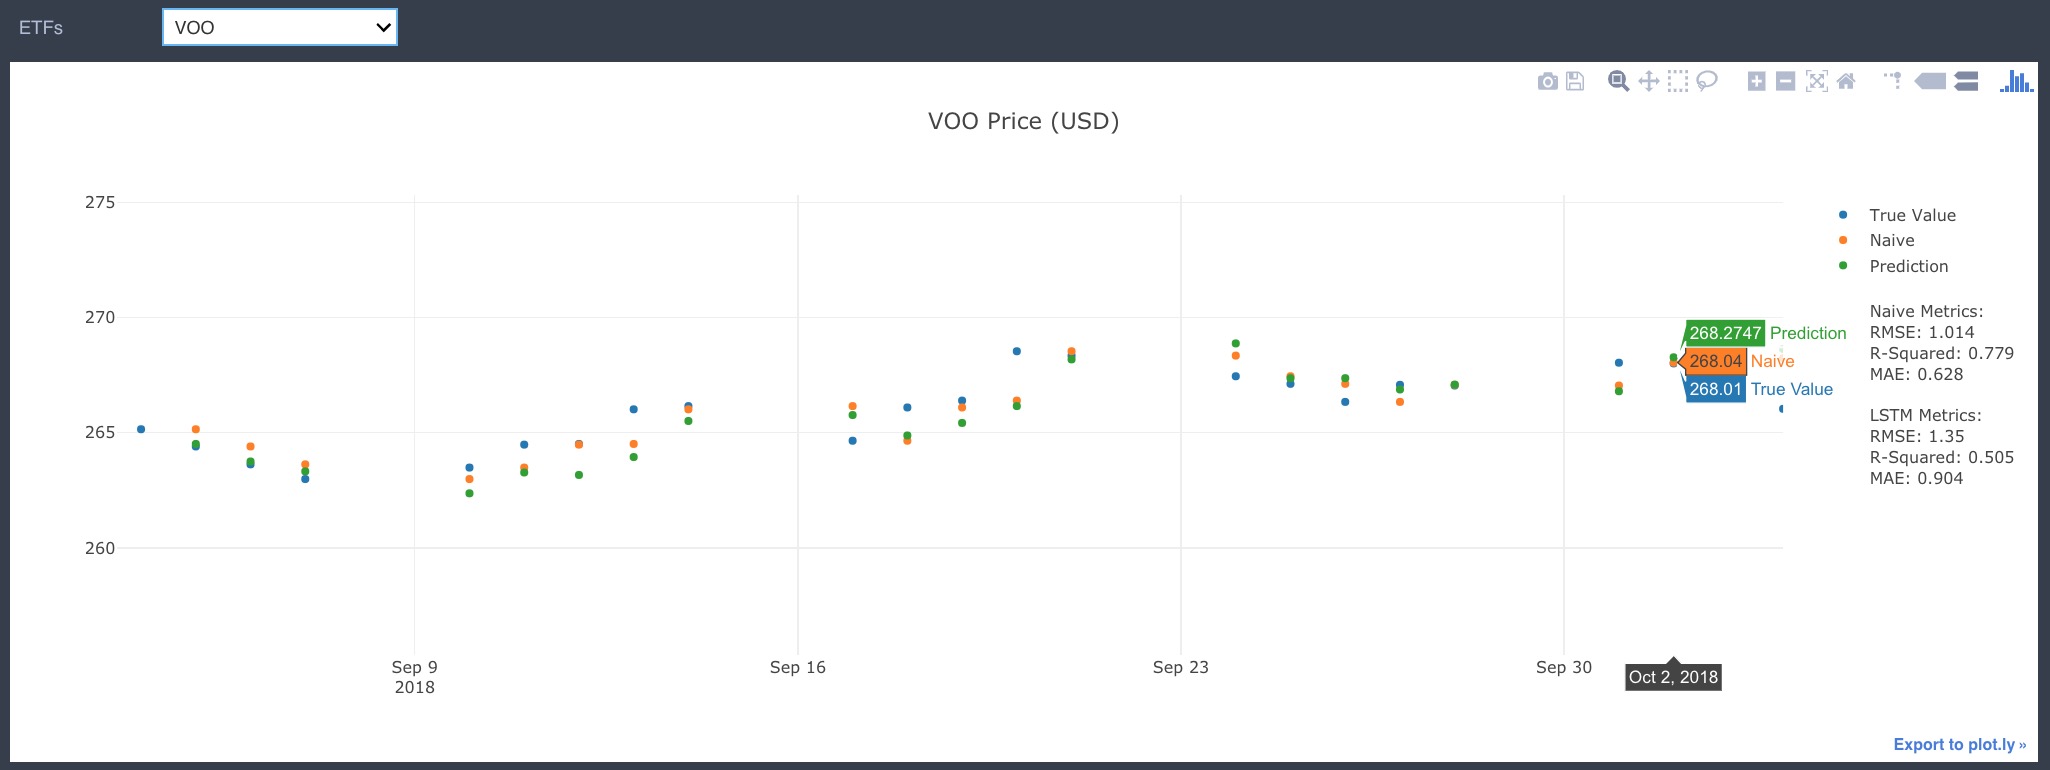 ETFs
VOO
VOO Price (USD)
275
270
265
260
Sep 9
2018
Sep 16
Sep 23
Sep 30
Oct 2, 2018
268.2747 Prediction
268.04 Naive
268.01 True Value
True Value
Naive
Prediction
Naive Metrics:
RMSE: 1.014
R-Squared: 0.779
MAE: 0.628
LSTM Metrics:
RMSE: 1.35
R-Squared: 0.505
MAE: 0.904
Export to plot.ly »